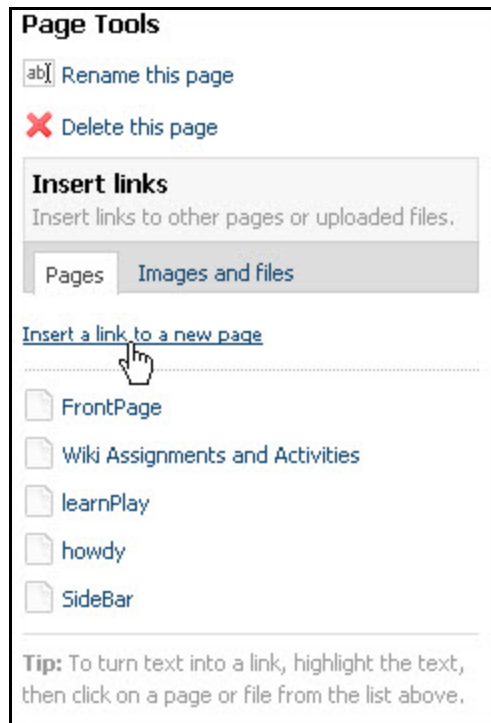 Page Tools
ab Rename this page
Delete this page
Insert links
Insert links to other pages or uploaded files.
Pages Images and files
Insert a link to a new page
FrontPage
Wiki Assignments and Activities
learnPlay
howdy
SideBar
Tip: To turn text into a link, highlight the text,
then click on a page or file from the list above.